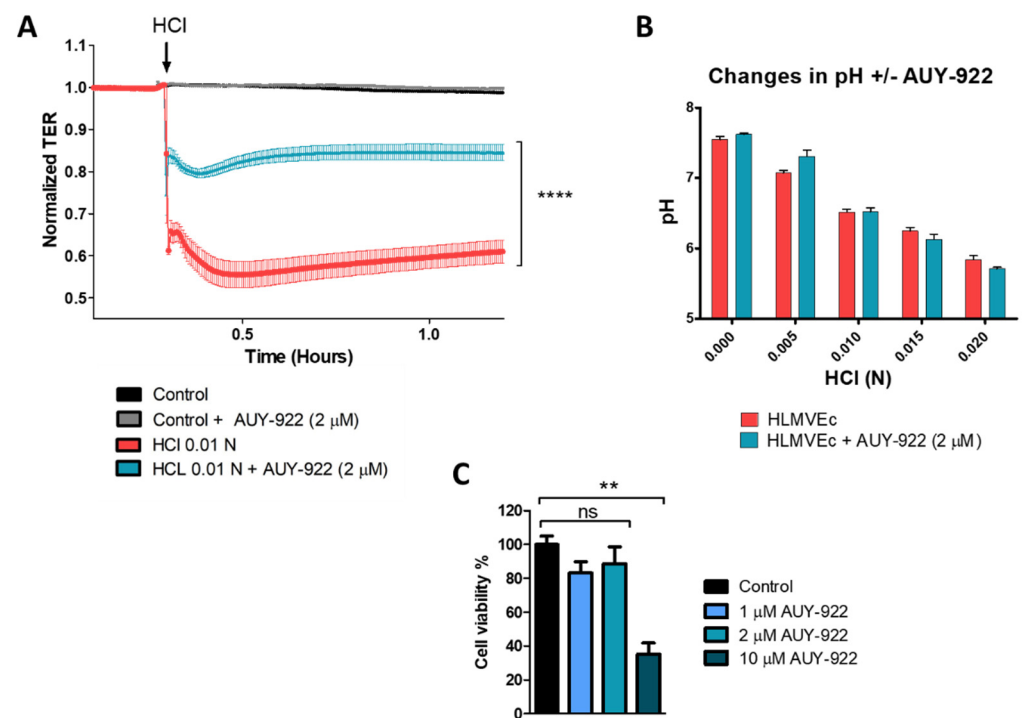 A
HCl
1.1
1.0
0.9
0.8
0.7
0.6
0.5
Normalized TER
****
0.5
1.0
Time (Hours)
Control
Control + AUY-922 (2 μM)
HCl 0.01 N
HCL 0.01 N + AUY-922 (2 μM)
B
Changes in pH +/- AUY-922
8
7
6
5
pH
0.000
0.005
0.010
0.015
0.020
HCl (N)
HLMVEc
HLMVEc + AUY-922 (2 μM)
C
**
ns
120
100
80
60
40
20
0
Cell viability %
Control
1 μM AUY-922
2 μM AUY-922
10 μM AUY-922